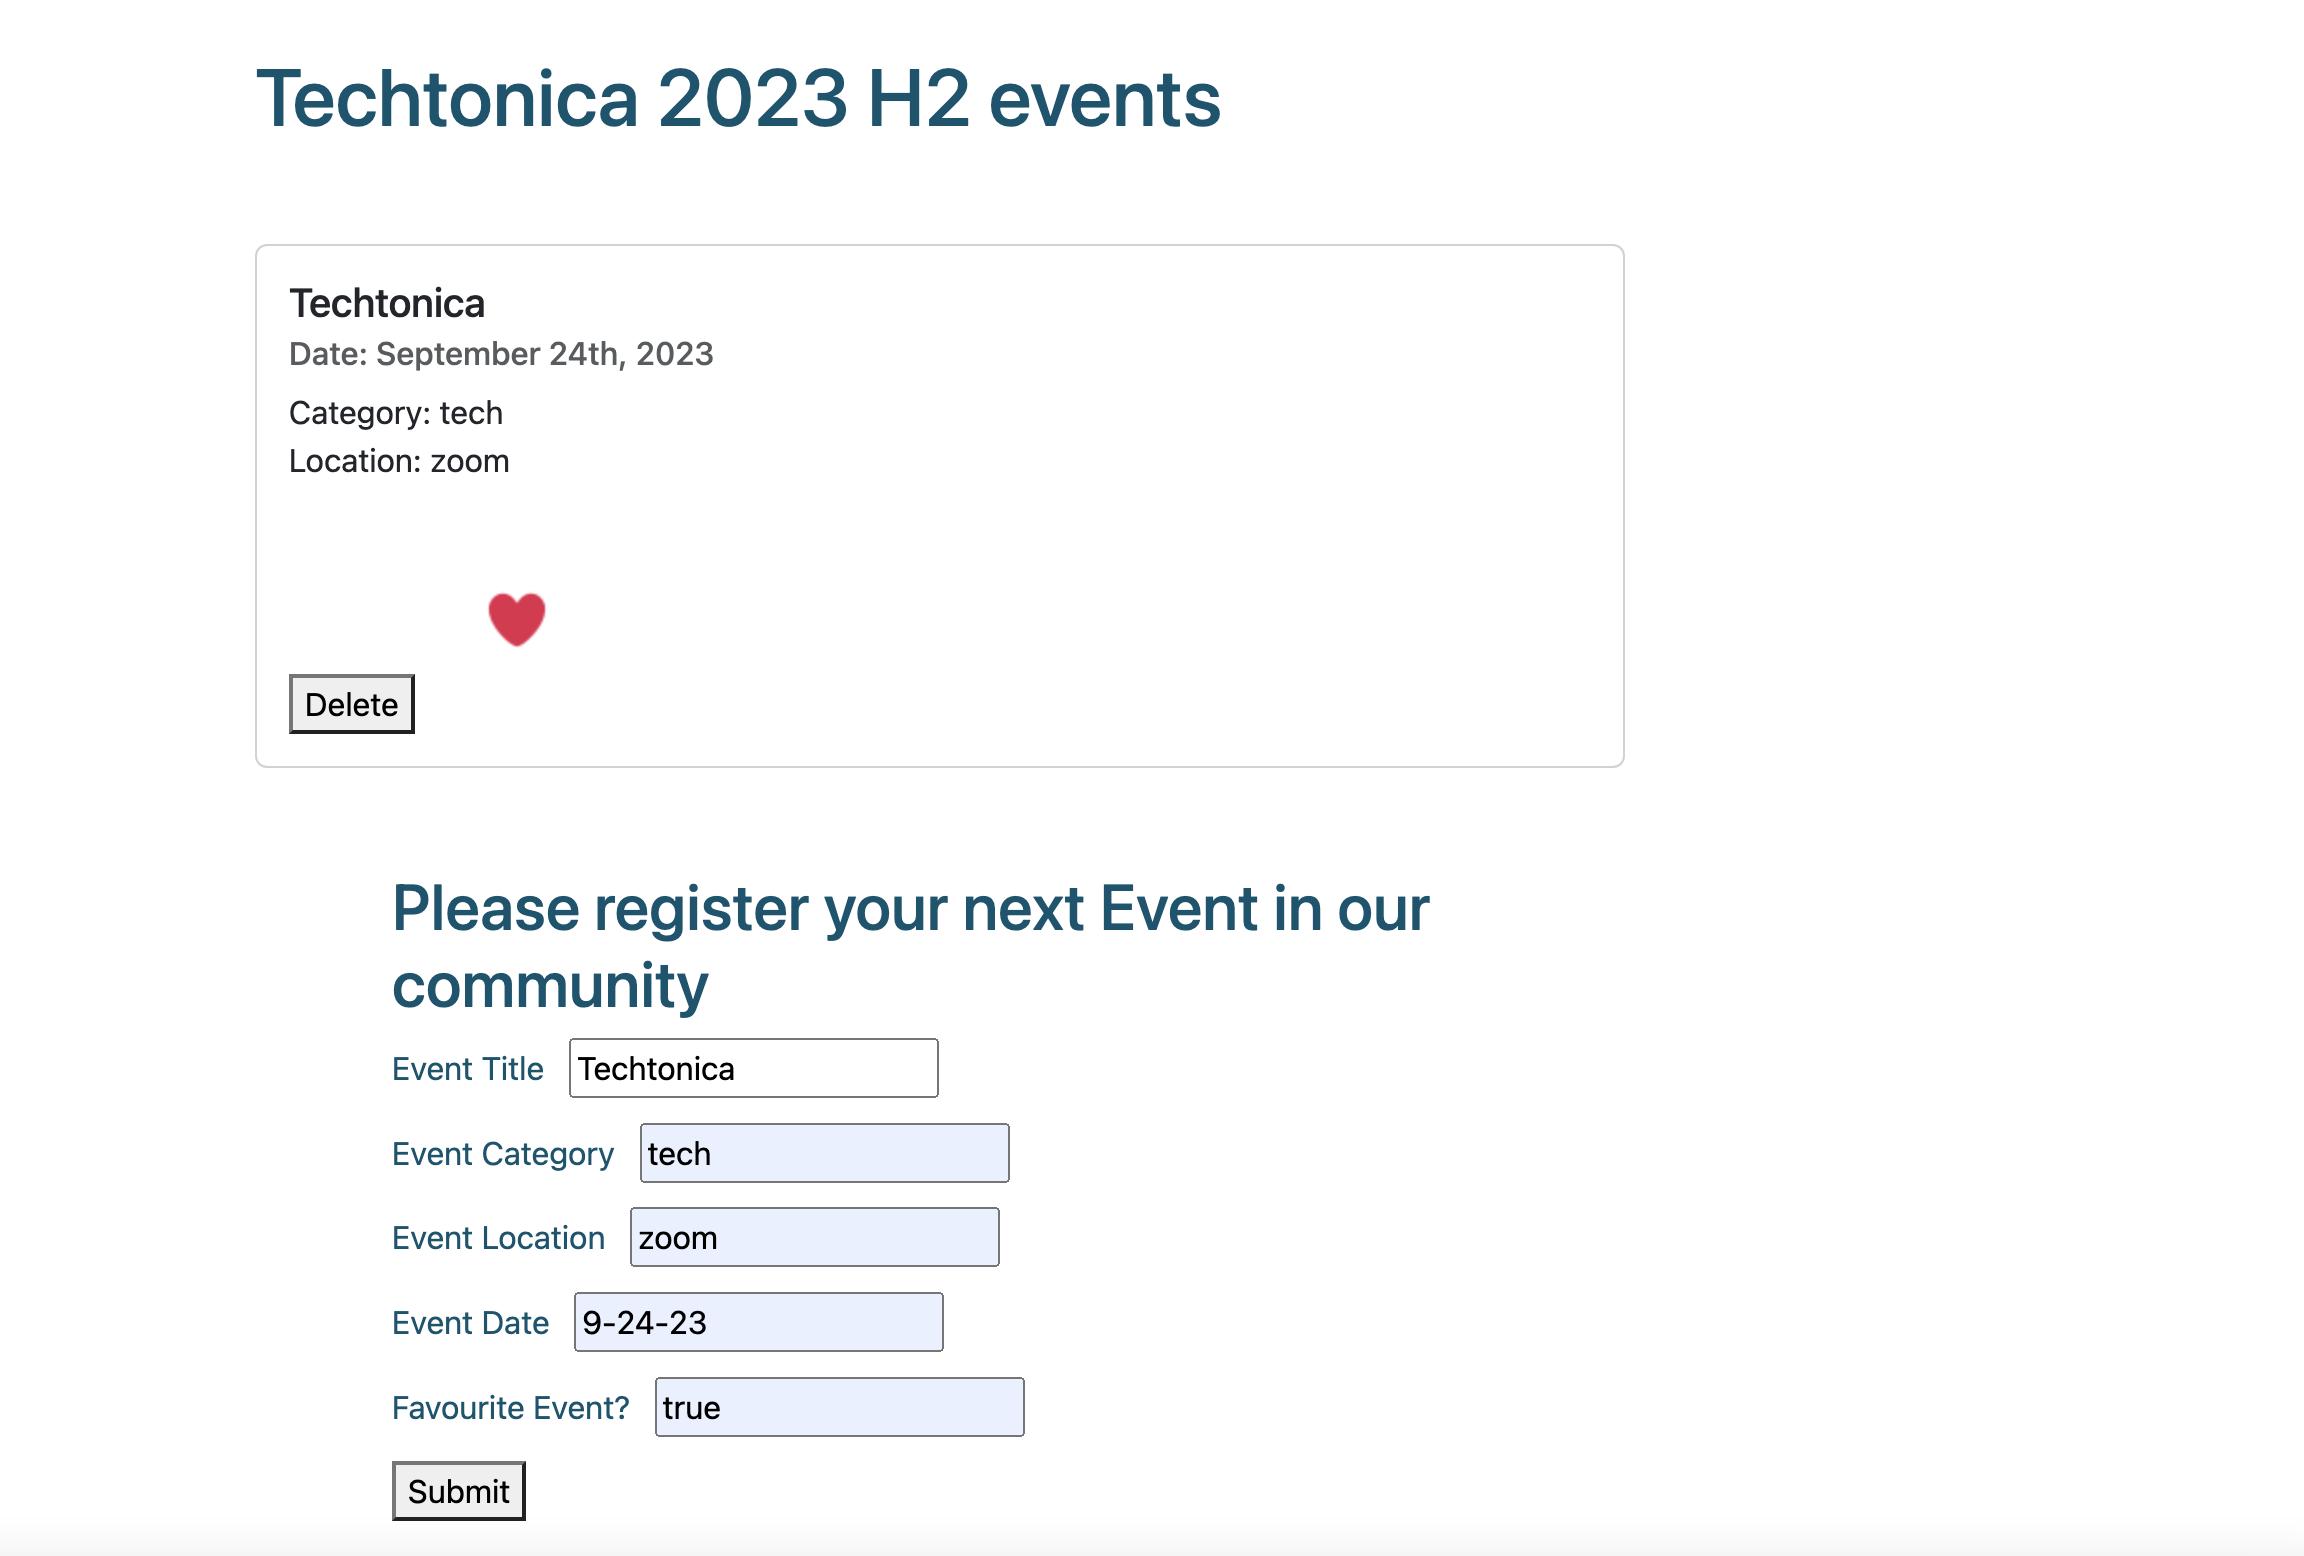 Techtonica 2023 H2 events
Techtonica
Date: September 24th, 2023
Category: tech
Location: zoom
Delete
Please register your next Event in our
community
Event Title Techtonica
Event Category tech
Event Location zoom
Event Date 9-24-23
Favourite Event? true
Submit